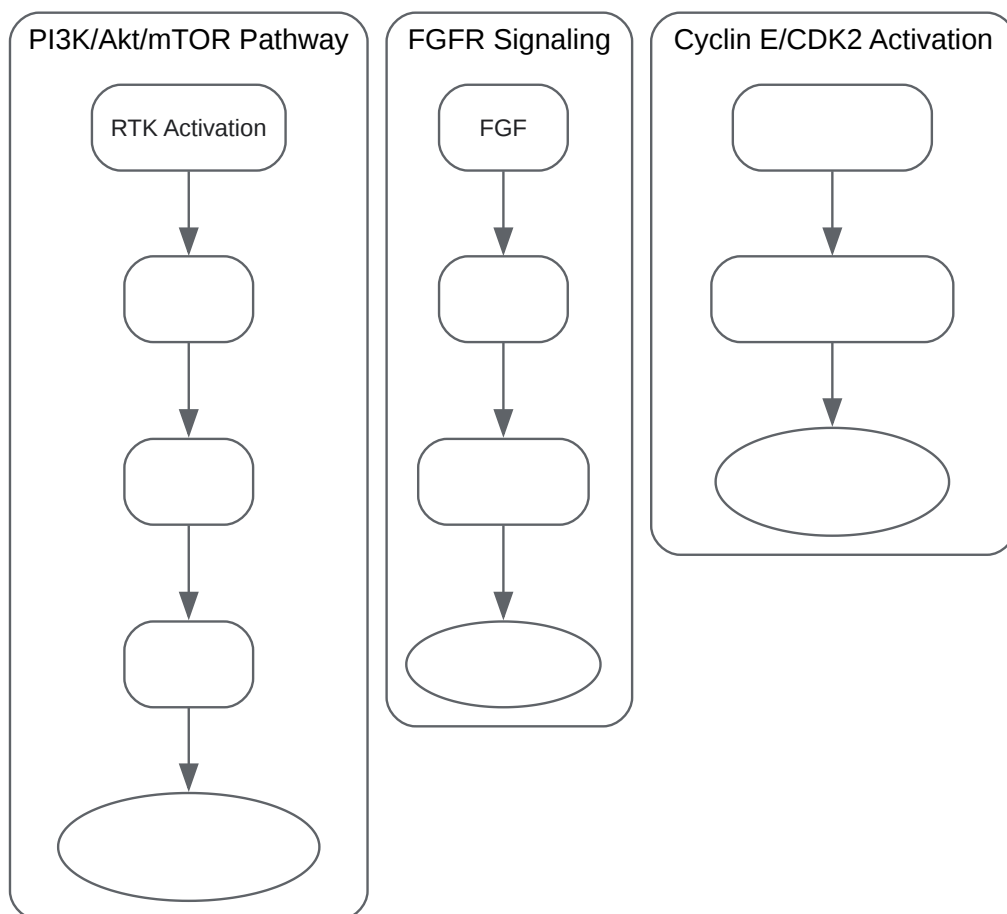 PI3K/Akt/mTOR Pathway
RTK Activation
FGFR Signaling
FGF
Cyclin E/CDK2 Activation